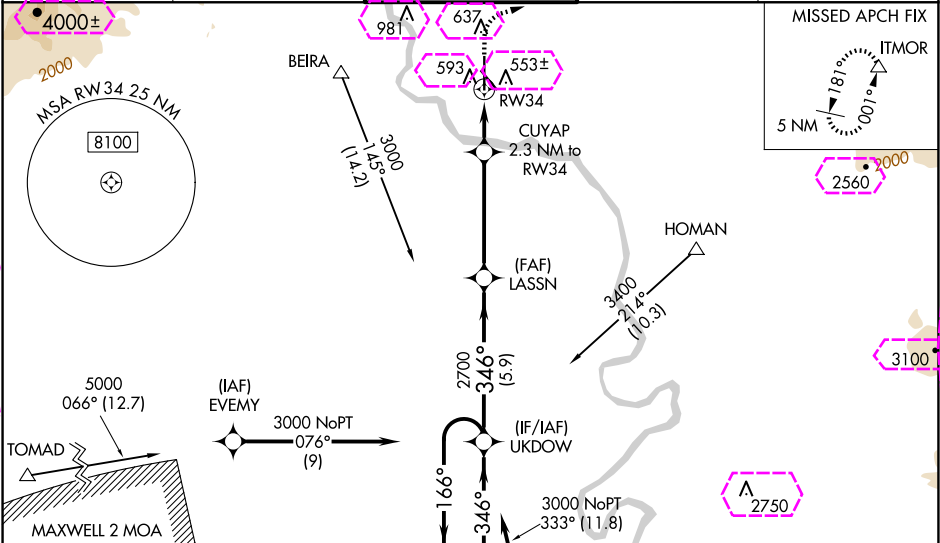 4000±
2000
981
637
593
553±
RW34
MISSED APCH FIX
ITMOR
181°
001°
5 NM
MSA RW34 25 NM
8100
BEIRA
3000
145°
(14.2)
CUYAP
2.3 NM to
RW34
2000
2560
HOMAN
3400
214°
(10.3)
(FAF)
LASSN
3100
2700
346°
(5.9)
5000
066° (12.7)
TOMAD
(IAF)
EVEMY
3000 NoPT
076°
(9)
(IF/IAF)
UKDOW
166°
346°
3000 NoPT
333° (11.8)
2750
MAXWELL 2 MOA